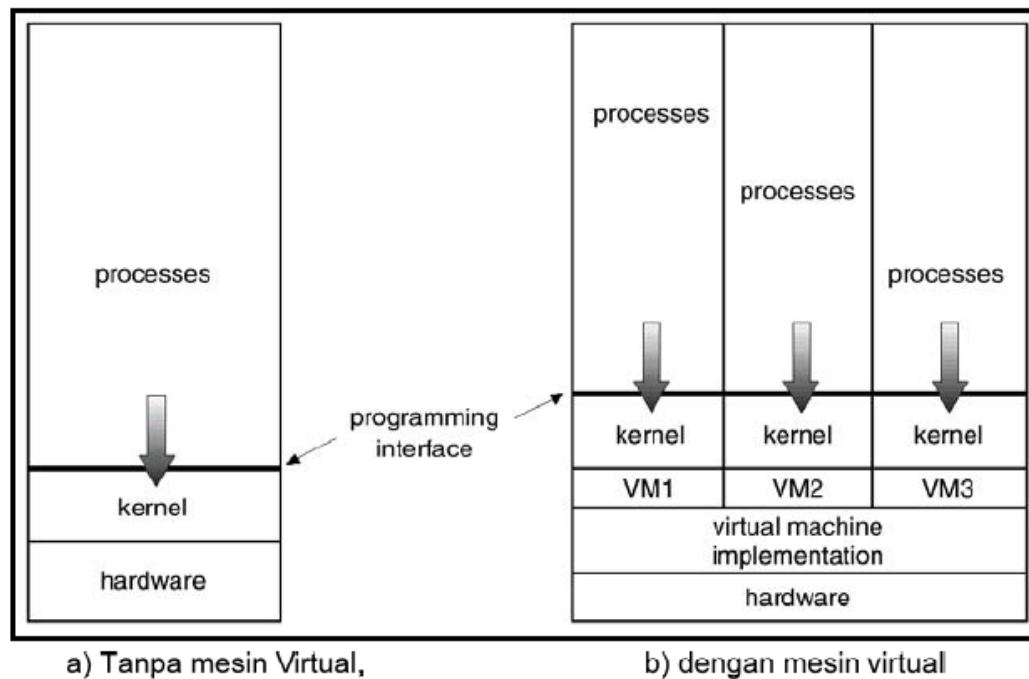 processes
kernel
hardware
programming
interface
processes
processes
processes
kernel
kernel
kernel
VM1
VM2
VM3
virtual machine
implementation
hardware
a) Tanpa mesin Virtual,
b) dengan mesin virtual